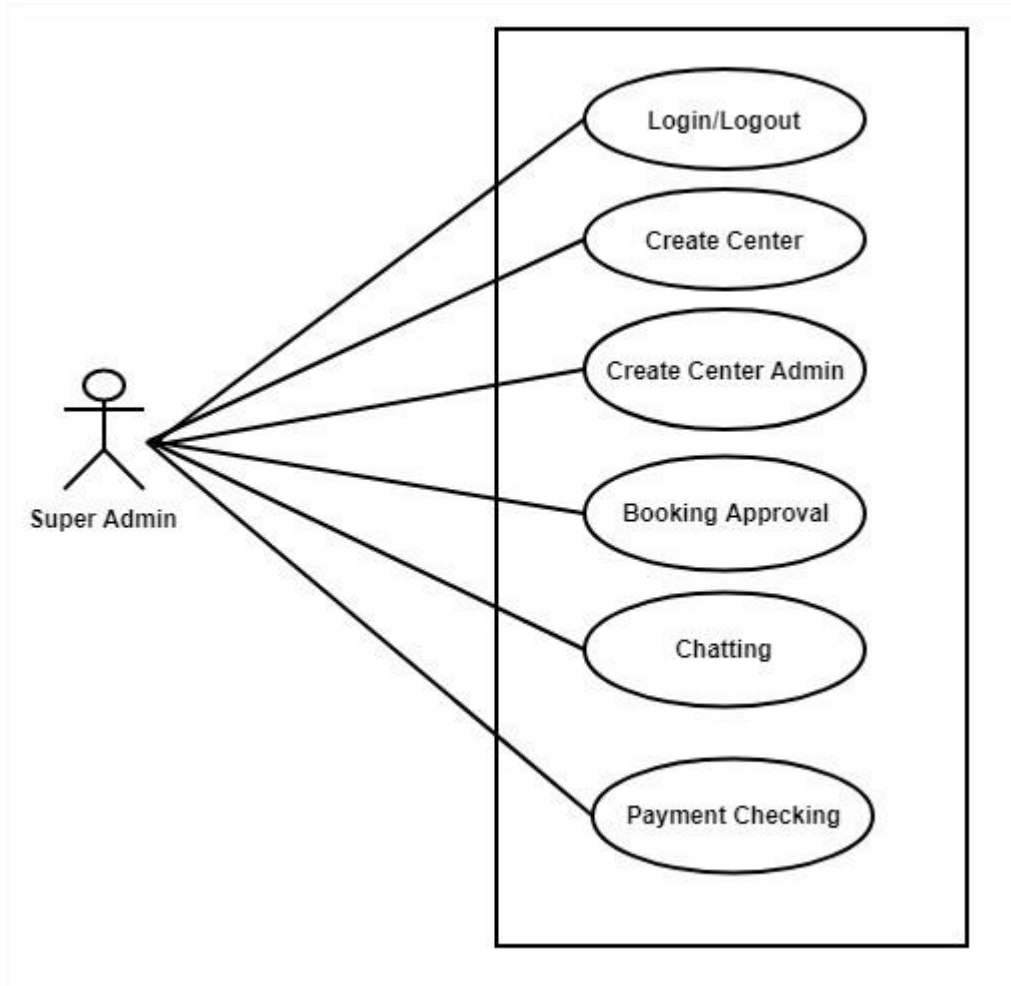 Login/Logout
Create Center
Create Center Admin
Super Admin
Booking Approval
Chatting
Payment Checking